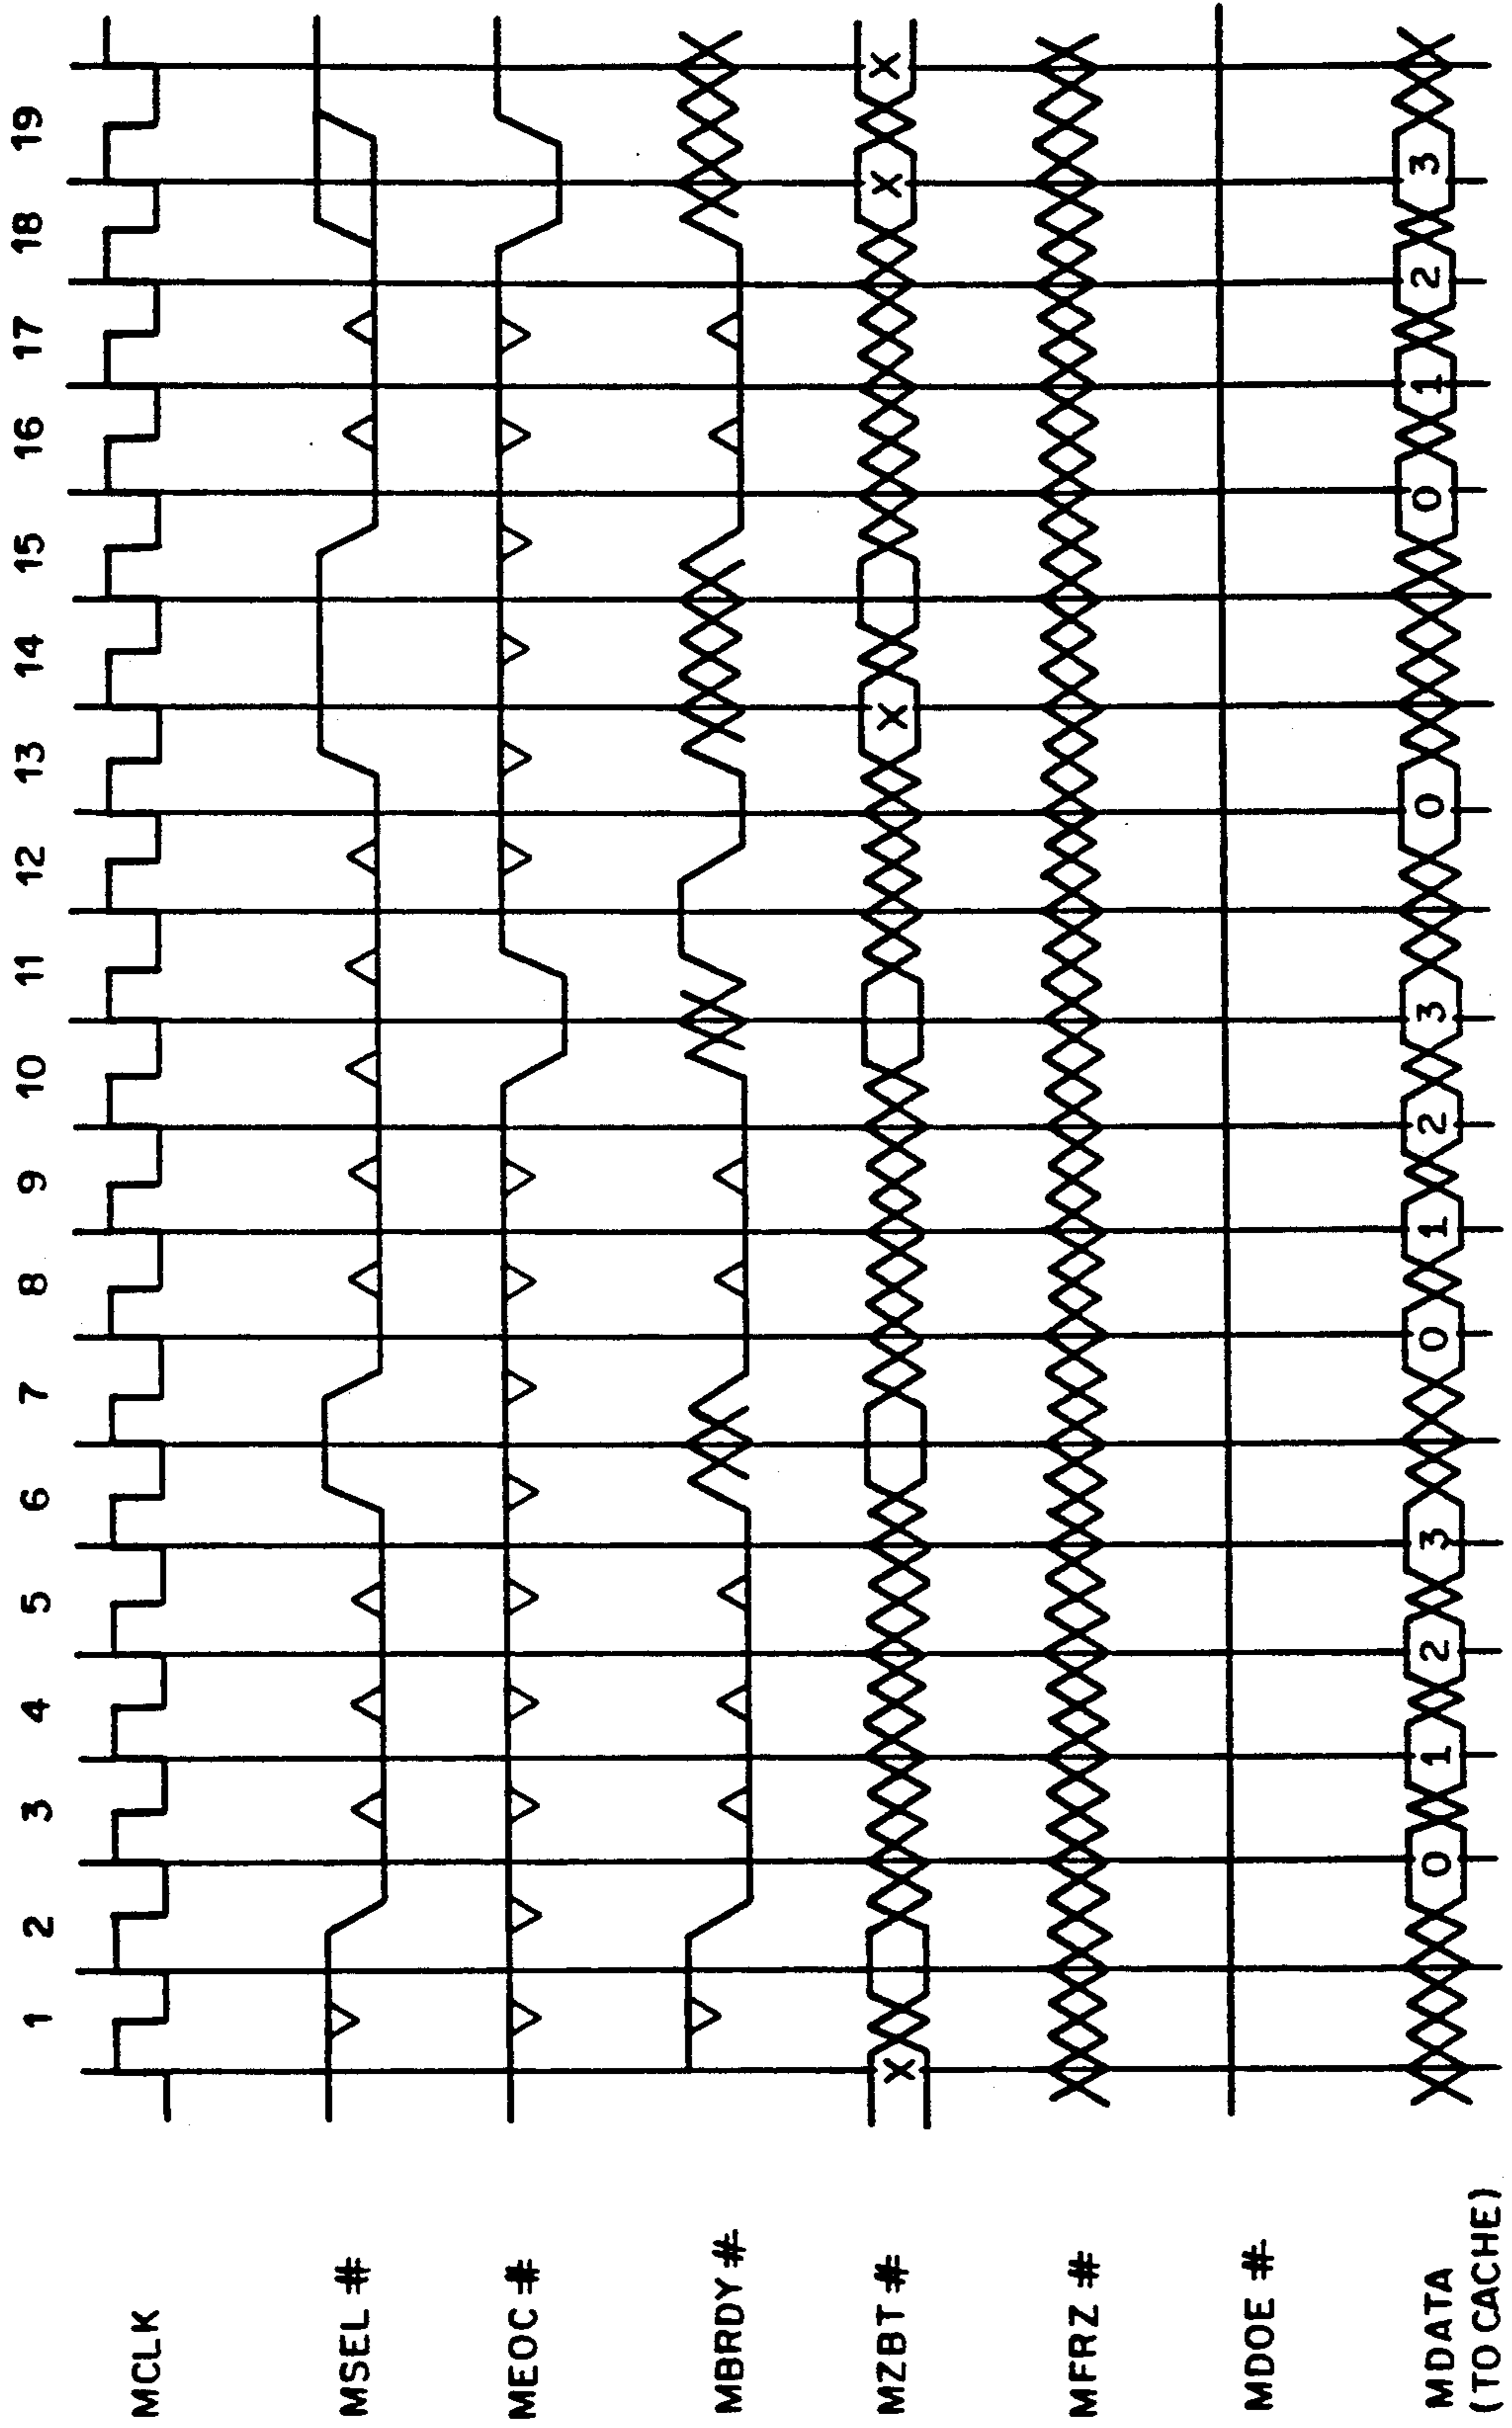 1 2 3 4 5 6 7 8 9 10 11 12 13 14 15 16 17 18 19
MCLK
MSEL #
MEOC #
MBRDY #
MZBT # X X X X
MFRZ #
MDOE #
MDATA 0 1 2 3 0 1 2 3 0 0 1 2 3
(TO CACHE)